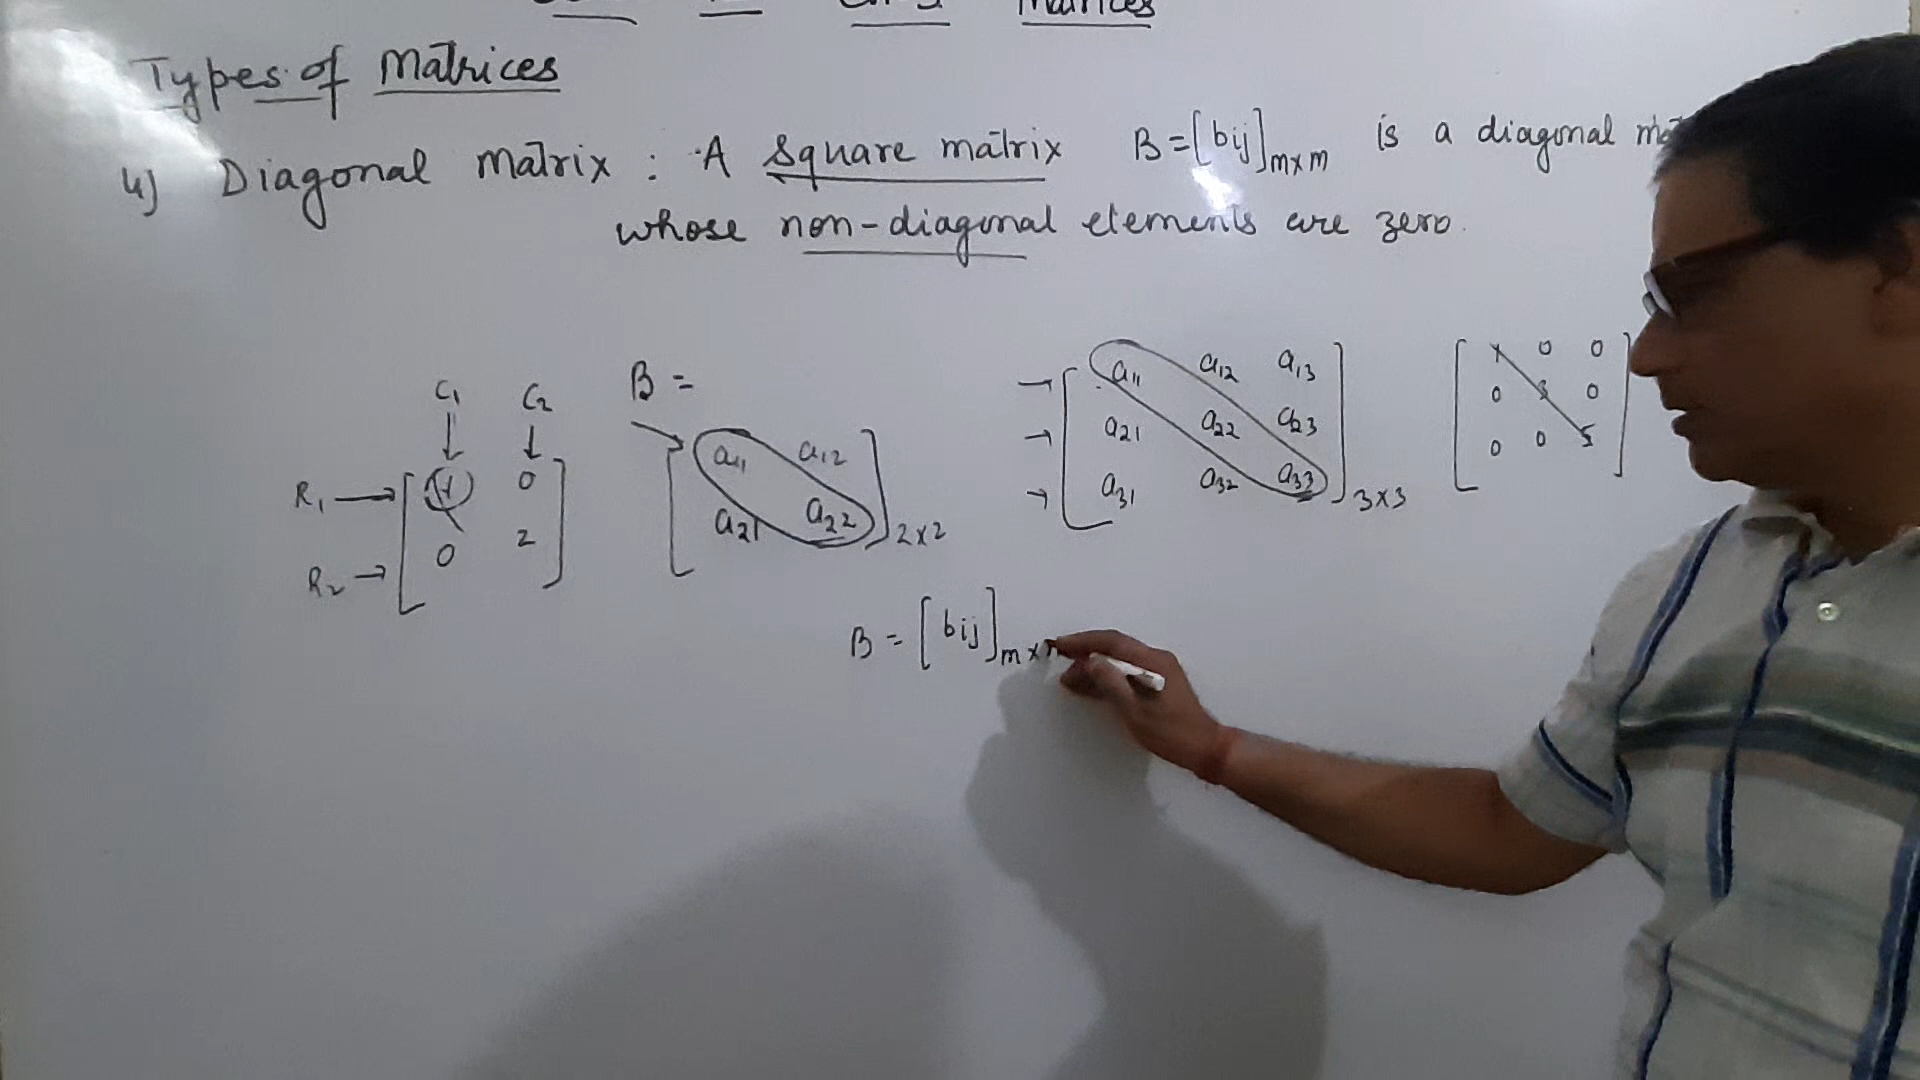 Matrices
Types of Matrices
4) Diagonal Matrix : A square matrix B = [bij]m×m is a diagonal
whose non-diagonal elements are zero.
C1 C2
R1 → [ 0
R2 → 0 2 ]
B =
[ a11 a12
a21 a22 ]2×2
[ a11 a12 a13
a21 a22 a23
a31 a32 a33 ]3×3
[ 0 0
0 0
0 0 5 ]
B = [bij]m×